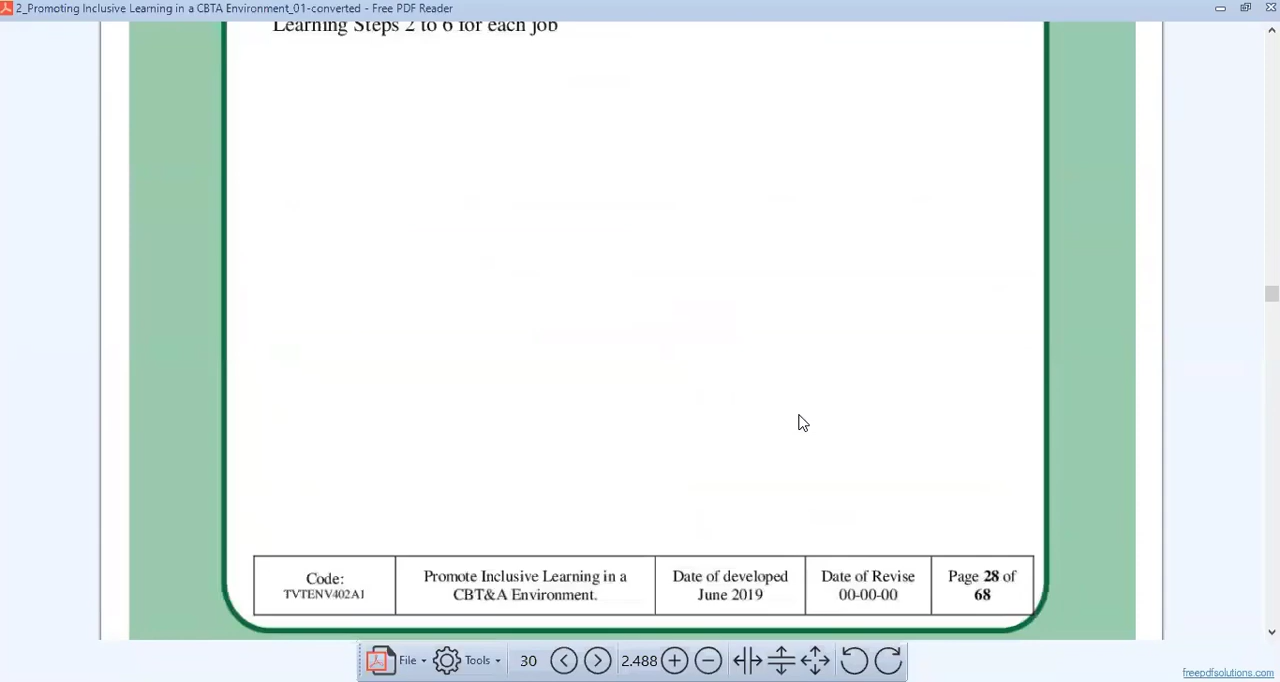 2_Promoting Inclusive Learning in a CBTA Environment_01-converted - Free PDF Reader
Learning Steps 2 to 6 for each job
Code:
TVTENV402A1
Promote Inclusive Learning in a
CBT&A Environment.
Date of developed
June 2019
Date of Revise
00-00-00
Page 28 of
68
File
Tools
30
2.488
freepdfsolutions.com